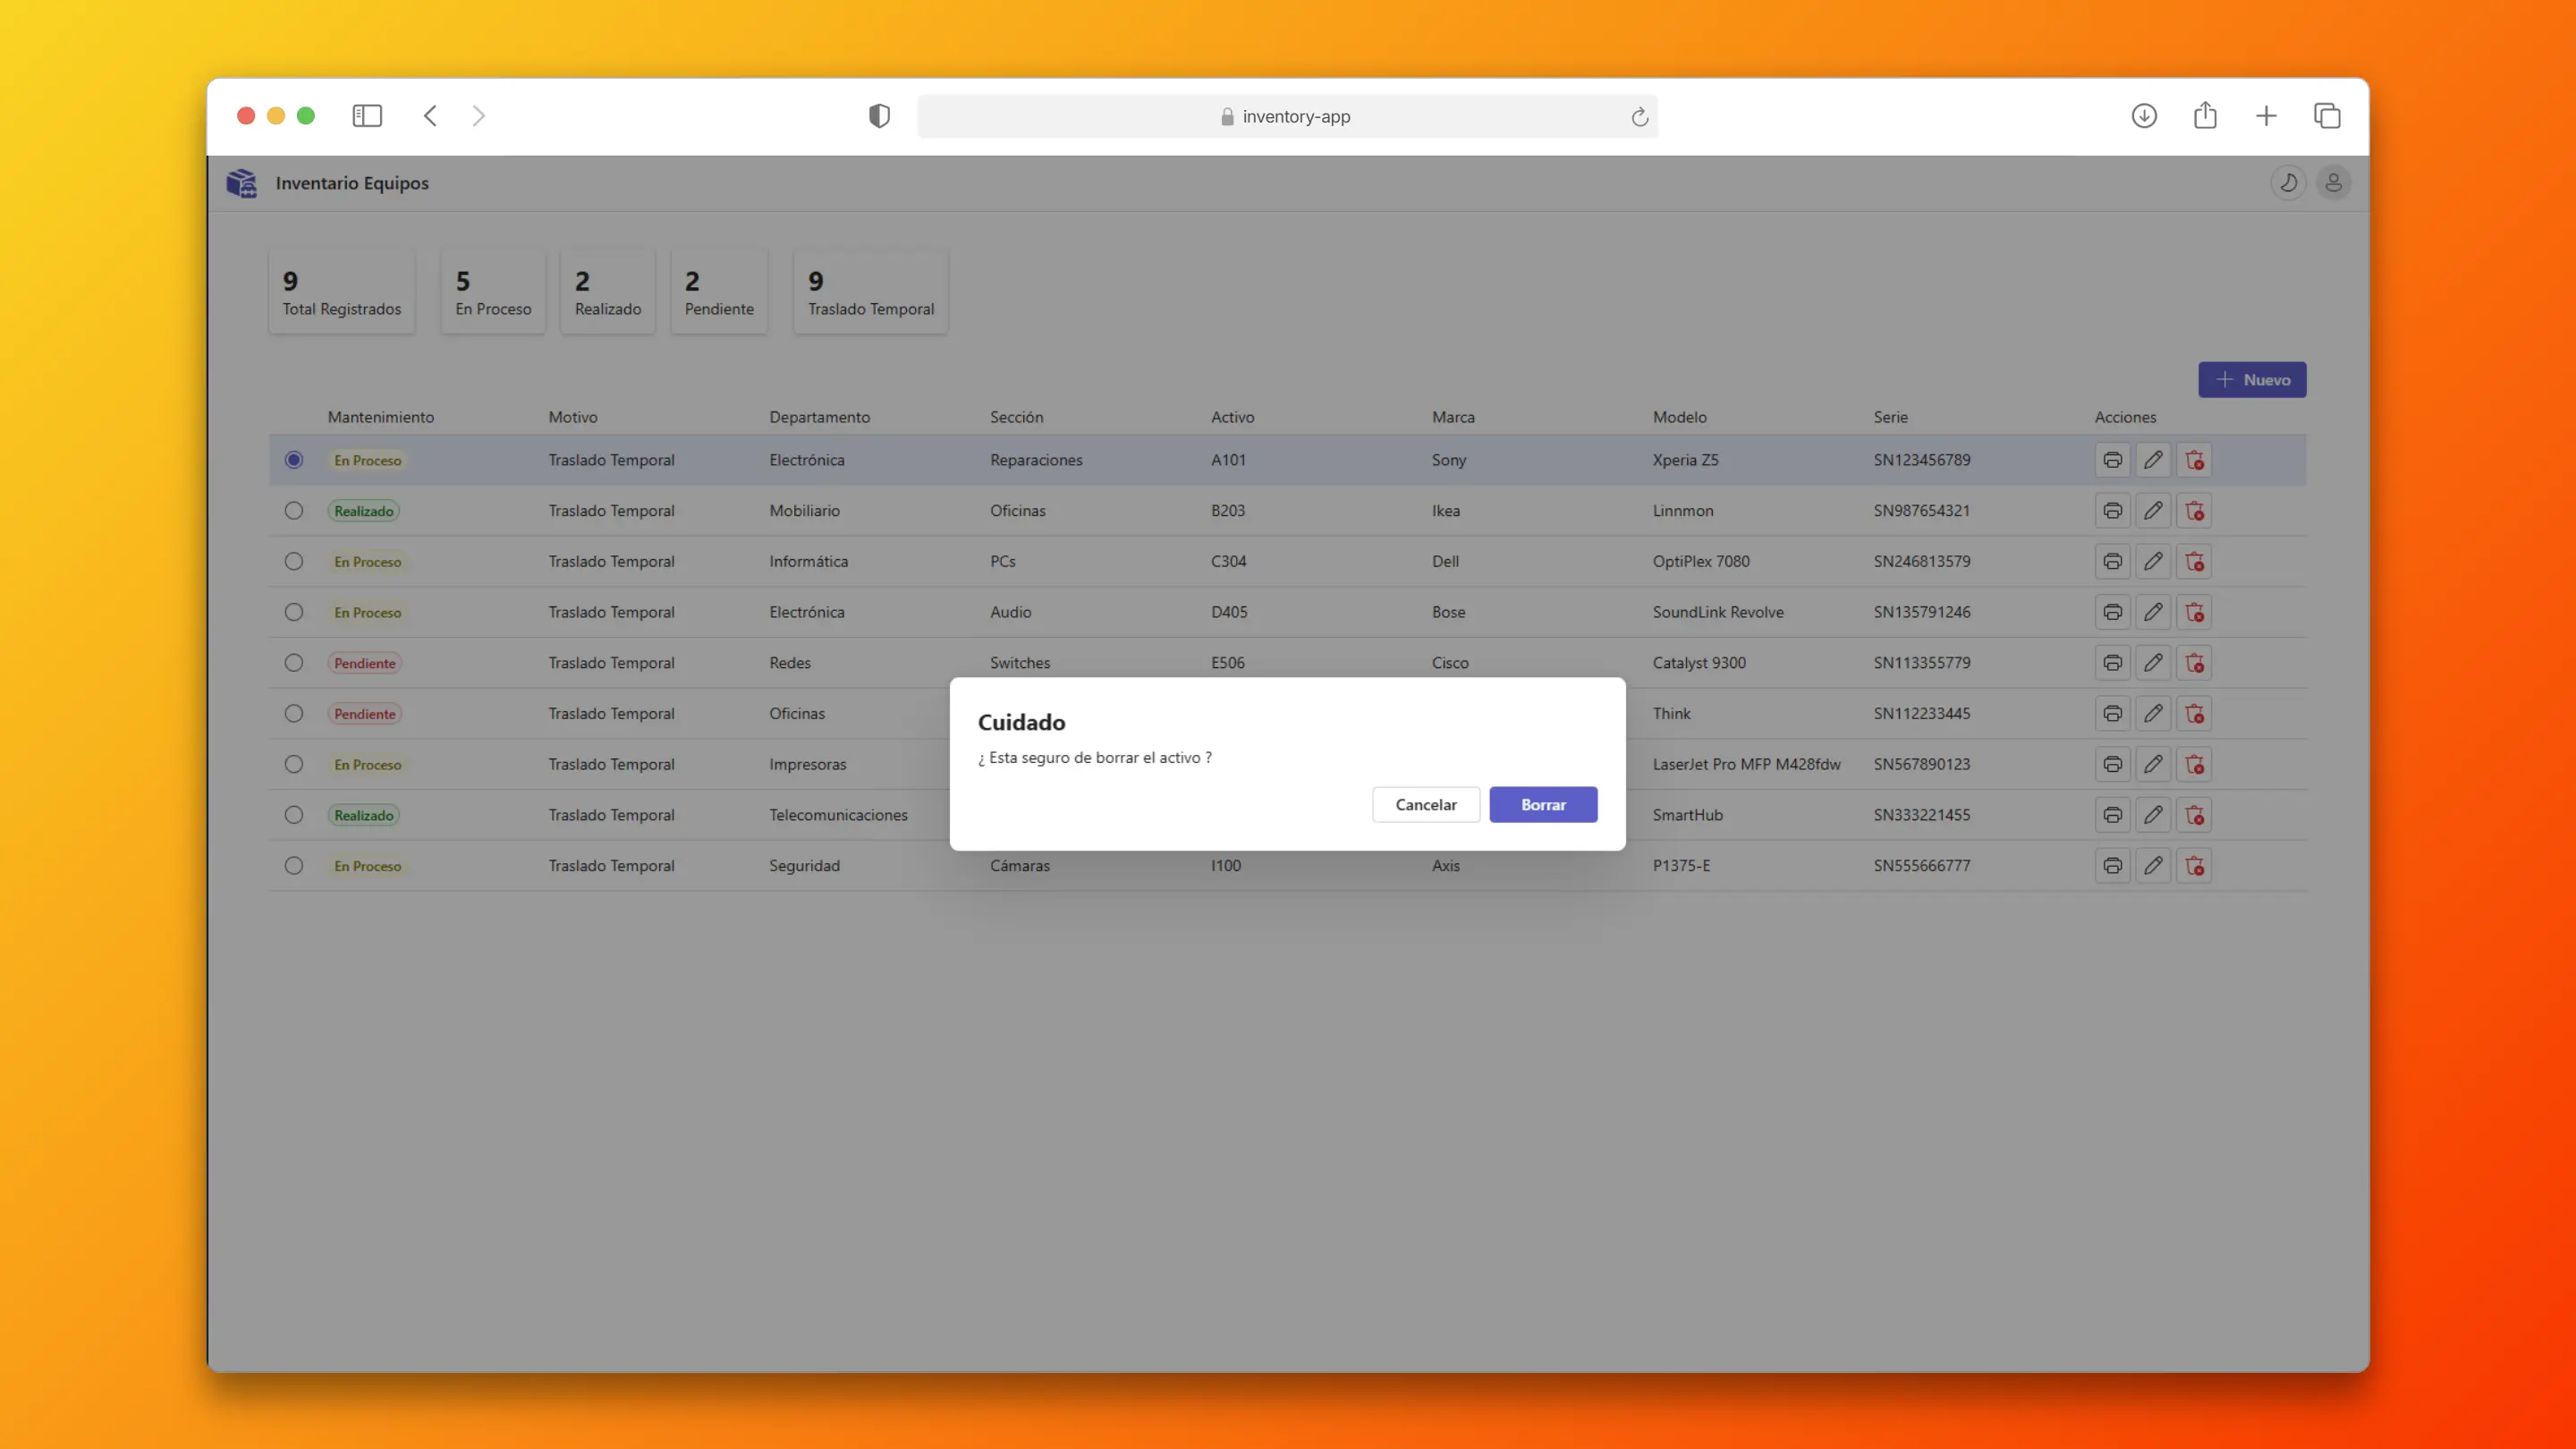 inventory-app
Inventario Equipos
9 5 2 2 9
Total Registrados En Proceso Realizado Pendiente Traslado Temporal
Nuevo
Mantenimiento Motivo Departamento Sección Activo Marca Modelo Serie Acciones
En Proceso Traslado Temporal Electrónica Reparaciones A101 Sony Xperia Z5 SN123456789
Realizado Traslado Temporal Mobiliario Oficinas B203 Ikea Linnmon SN987654321
En Proceso Traslado Temporal Informática PCs C304 Dell OptiPlex 7080 SN246813579
En Proceso Traslado Temporal Electrónica Audio D405 Bose SoundLink Revolve SN135791246
Pendiente Traslado Temporal Redes Switches E506 Cisco Catalyst 9300 SN113355779
Pendiente Traslado Temporal Oficinas Think SN112233445
En Proceso Traslado Temporal Impresoras LaserJet Pro MFP M428fdw SN567890123
Realizado Traslado Temporal Telecomunicaciones SmartHub SN333221455
En Proceso Traslado Temporal Seguridad Cámaras I100 Axis P1375-E SN555666777
Cuidado
¿ Esta seguro de borrar el activo ?
Cancelar Borrar